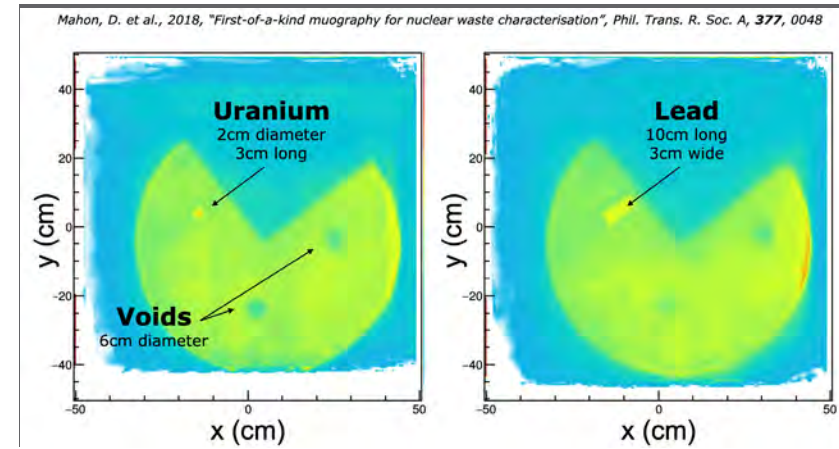 Mahon, D. et al., 2018, "First-of-a-kind muography for nuclear waste characterisation", Phil. Trans. R. Soc. A, 377, 0048
Uranium
2cm diameter
3cm long
Voids
6cm diameter
y (cm)
40
20
0
−20
−40
−50
0
50
x (cm)
Lead
10cm long
3cm wide
y (cm)
40
20
0
−20
−40
−50
0
50
x (cm)